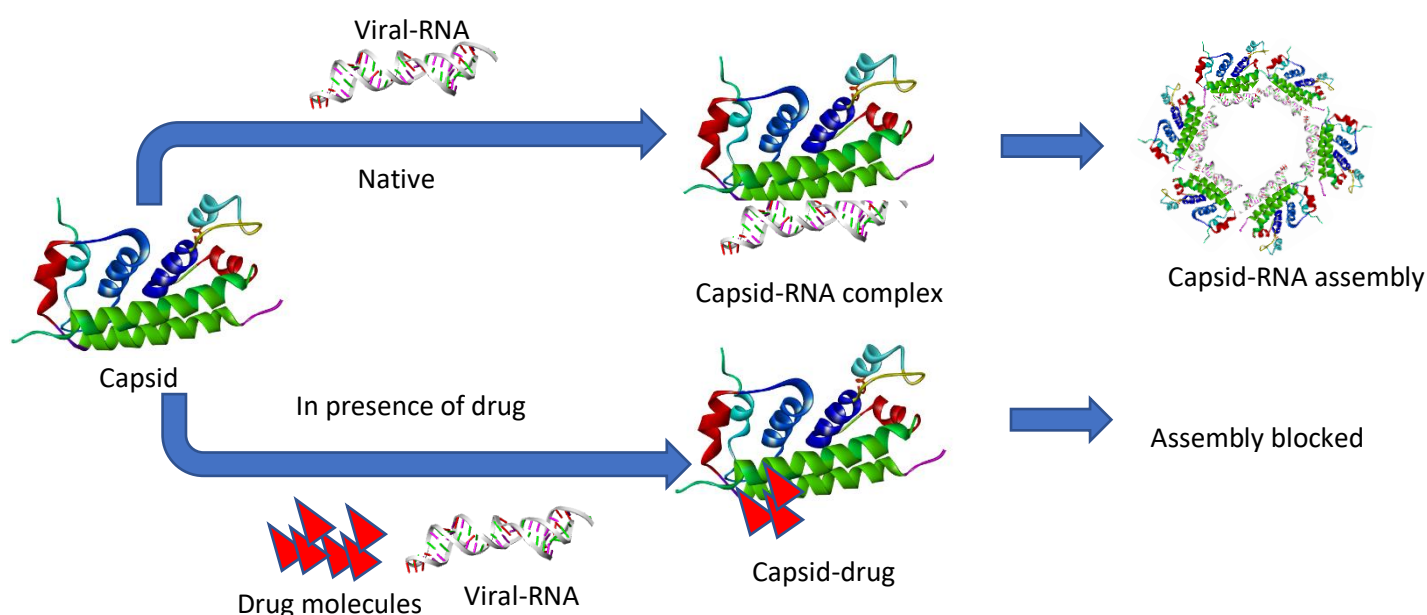 Viral-RNA
Native
Capsid-RNA complex
Capsid-RNA assembly
Capsid
In presence of drug
Assembly blocked
Capsid-drug
Drug molecules
Viral-RNA